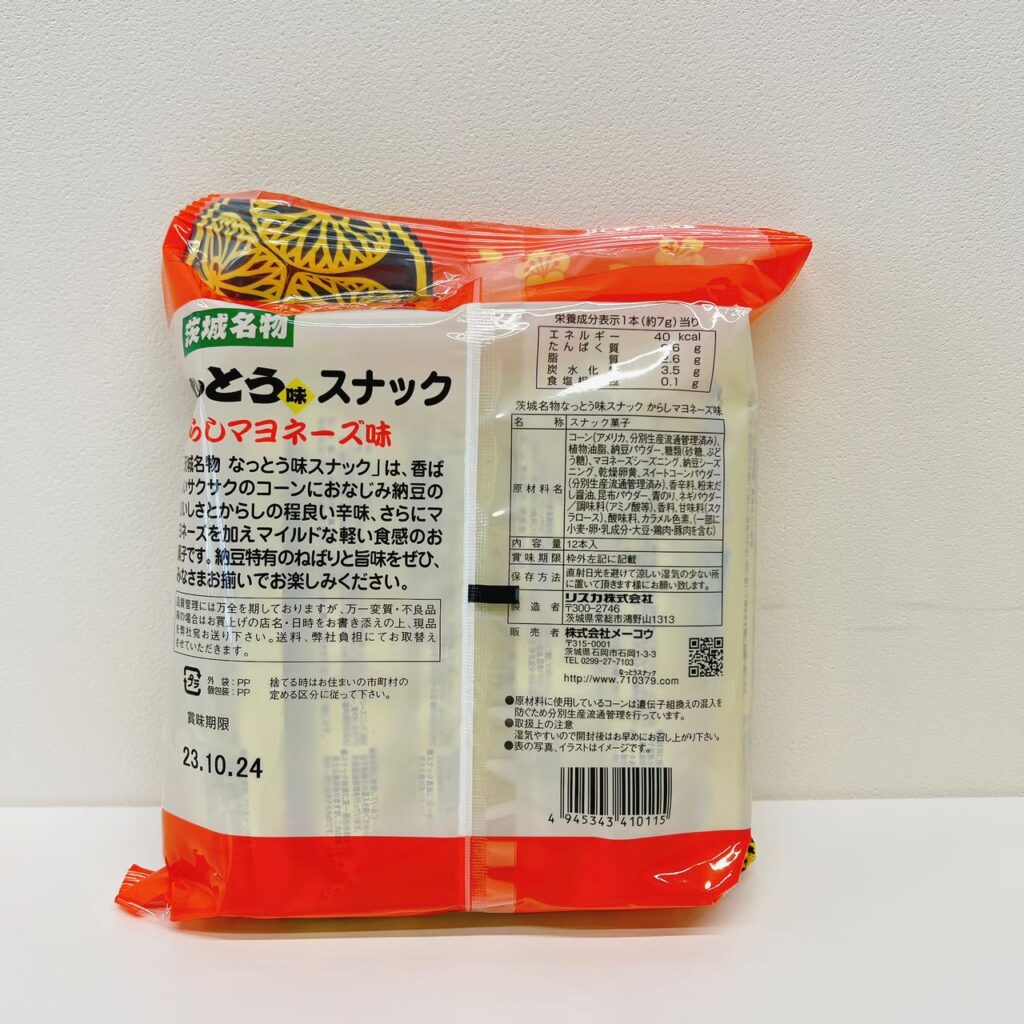 茨城名物
っとう味スナック
らしマヨネーズ味
城名物 なっとう味スナック」は、香ば
サクサクのコーンにおなじみ納豆の
いしさとからしの程良い辛味、さらにマ
ネーズを加えマイルドな軽い食感のお
子です。納豆特有のねばりと旨味をぜひ、
なさまお揃いでお楽しみください。
品質管理には万全を期しておりますが、万一変質・不良品
等の場合はお買上げの店名・日時をお書き添えの上、現品
を弊社宛お送り下さい。送料、弊社負担にてお取替え
させていただきます。
プラ
外 袋:PP
個包装:PP
捨てる時はお住まいの市町村の
定める区分に従って下さい。
賞味期限
23.10.24
栄養成分表示1本(約7g)当り
エネルギー 40 kcal
たんぱく質 .6 g
脂 質 2.6 g
炭水化 3.5 g
食塩相 0.1 g
茨城名物なっとう味スナック からしマヨネーズ味
名 称 スナック菓子
原材料名 コーン(アメリカ、分別生産流通管理済み)、
植物油脂、納豆パウダー、糖類(砂糖、ぶど
う糖)、マヨネーズシーズニング、納豆シーズ
ニング、乾燥卵黄、スイートコーンパウダー
(分別生産流通管理済み)、香辛料、粉末だ
し醤油、昆布パウダー、青のり、ネギパウダー
/調味料(アミノ酸等)、香料、甘味料(スク
ラロース)、酸味料、カラメル色素、(一部に
小麦・卵・乳成分・大豆・鶏肉・豚肉を含む)
内容量 12本入
賞味期限 枠外左記に記載
保存方法 直射日光を避けて涼しい湿気の少ない所
に置いて頂きます様にお願い致します。
製造者 リスカ株式会社
〒300-2746
茨城県常総市鴻野山1313
販売者 株式会社メーコウ
〒315-0001
茨城県石岡市石岡1-3-3
TEL 0299-27-7103
なっとうスナック
http://www.710379.com
●原材料に使用しているコーンは遺伝子組換えの混入を
防ぐため分別生産流通管理を行っています。
●取扱上の注意
湿気やすいので開封後はお早めにお召し上がり下さい。
●表の写真、イラストはイメージです。
4 945343 410115